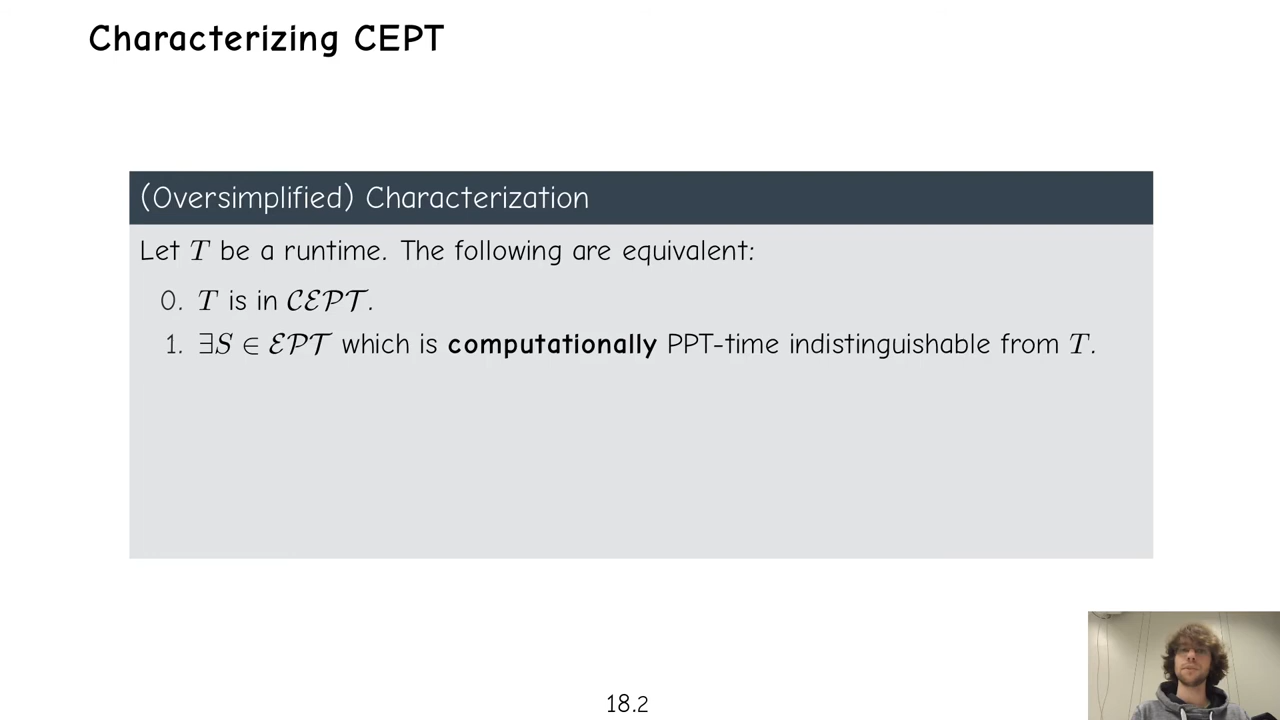 Characterizing CEPT
(Oversimplified) Characterization
Let T be a runtime. The following are equivalent:
0. T is in 𝒞ℰ𝒫𝒯.
1. ∃S ∈ ℰ𝒫𝒯 which is computationally PPT-time indistinguishable from T.
18.2